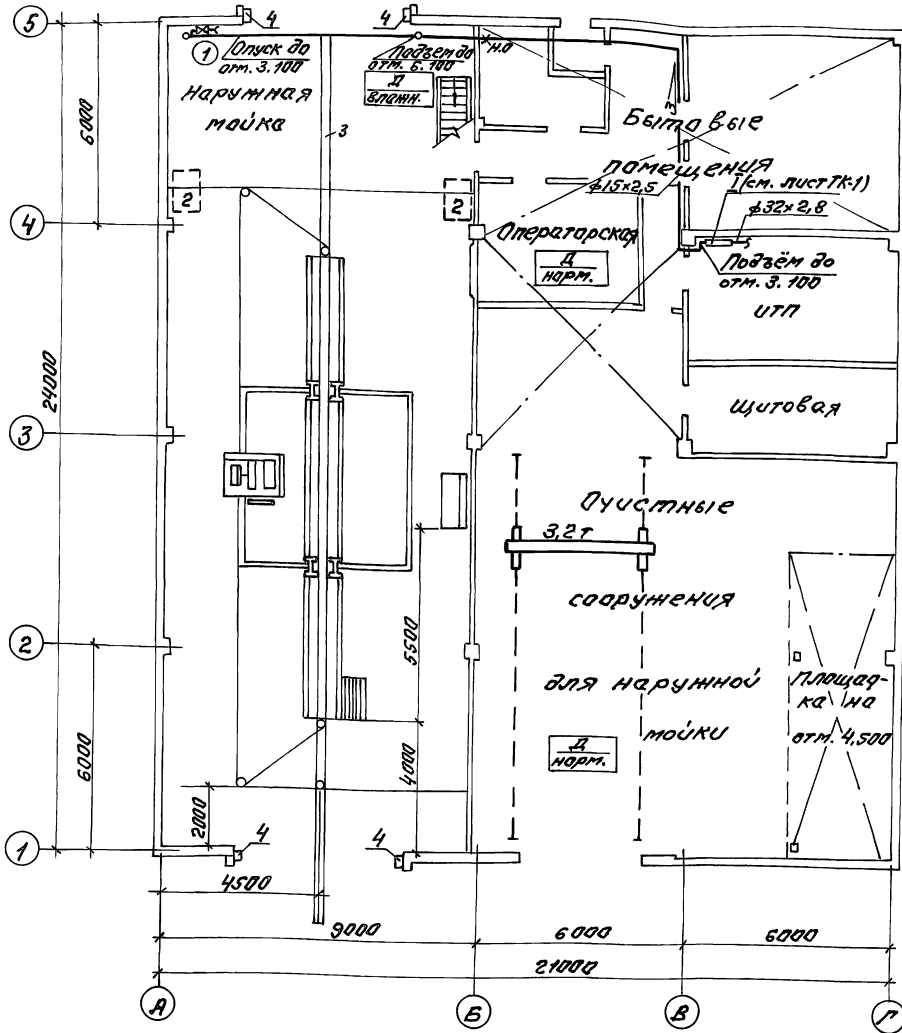 5
4
4
1
Опуск до
отм. 3.100
Подъем до
отм. 6.100
Д
влажн.
н.о
Наружная
мойка
3
Бытовые
помещения
ф15х2,5
I (см. лист ТК-1)
ф32х2,8
2
2
4
Операторская
Д
норм.
Подъём до
отм. 3.100
ИТП
Щитовая
6000
24000
3
Очистные
3,2т
сооружения
5500
2
для наружной
мойки
Площад-
ка на
отм. 4,500
Д
норм.
6000
4000
2000
1
4
4
4500
9000
6000
6000
21000
А
Б
В
Г